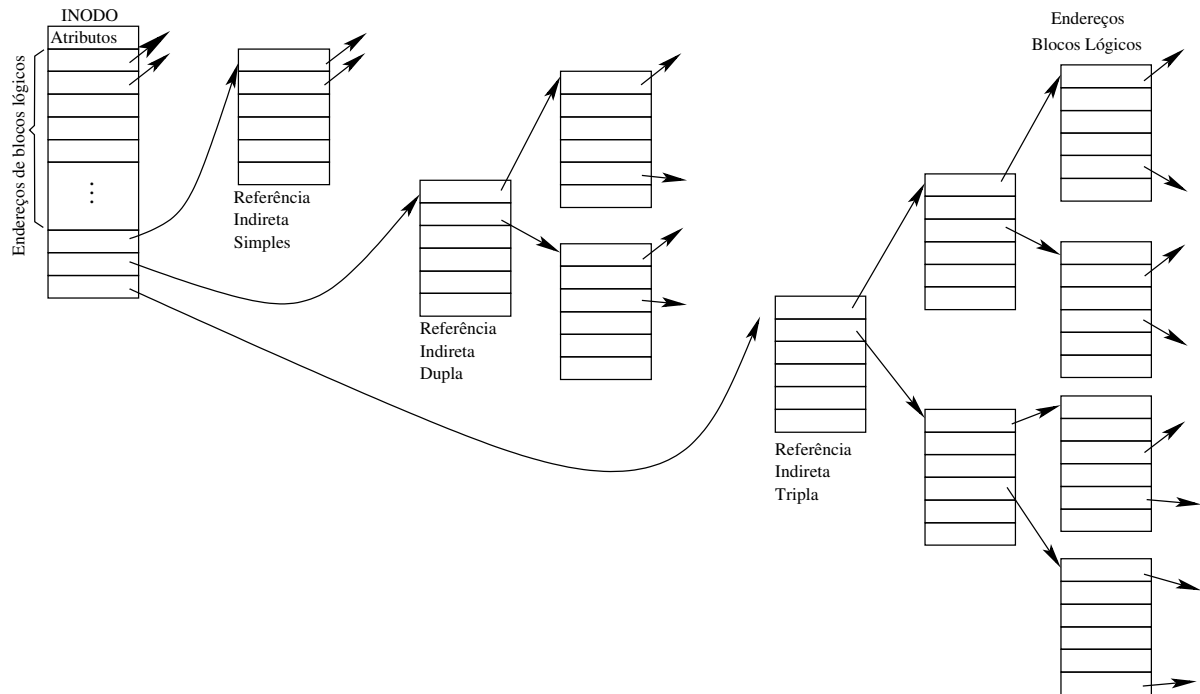 INODO
Atributos
Endereços de blocos lógicos
Referência
Indireta
Simples
Referência
Indireta
Dupla
Referência
Indireta
Tripla
Endereços
Blocos Lógicos